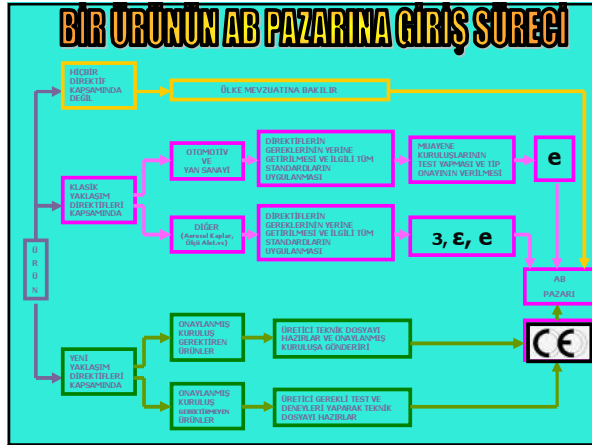 BİR ÜRÜNÜN AB PAZARINA GİRİŞ SÜRECİ
HİÇBİR
DİREKTİF
KAPSAMINDA
DEĞİL
ÜLKE MEVZUATINA BAKILIR
OTOMOTİV
VE
YAN SANAYİ
DİREKTİFLERİN
GEREKLERİNİN YERİNE
GETİRİLMESİ VE İLGİLİ TÜM
STANDARDLARIN
UYGULANMASI
MUAYENE
KURULUŞLARININ
TEST YAPMASI VE TİP
ONAYININ VERİLMESİ
e
KLASİK
YAKLAŞIM
DİREKTİFLERİ
KAPSAMINDA
DİĞER
(Aerosol Kaplar,
Ölçü Alet.vs)
DİREKTİFLERİN
GEREKLERİNİN YERİNE
GETİRİLMESİ VE İLGİLİ TÜM
STANDARDLARIN
UYGULANMASI
3, ε, e
ÜRÜN
AB
PAZARI
YENİ
YAKLAŞIM
DİREKTİFLERİ
KAPSAMINDA
ONAYLANMIŞ
KURULUŞ
GEREKTİREN
ÜRÜNLER
ÜRETİCİ TEKNİK DOSYAYI
HAZIRLAR VE ONAYLANMIŞ
KURULUŞA GÖNDERİRİ
CE
ONAYLANMIŞ
KURULUŞ
GEREKTİRMEYEN
ÜRÜNLER
ÜRETİCİ GEREKLİ TEST VE
DENEYLERİ YAPARAK TEKNİK
DOSYAYI HAZIRLAR